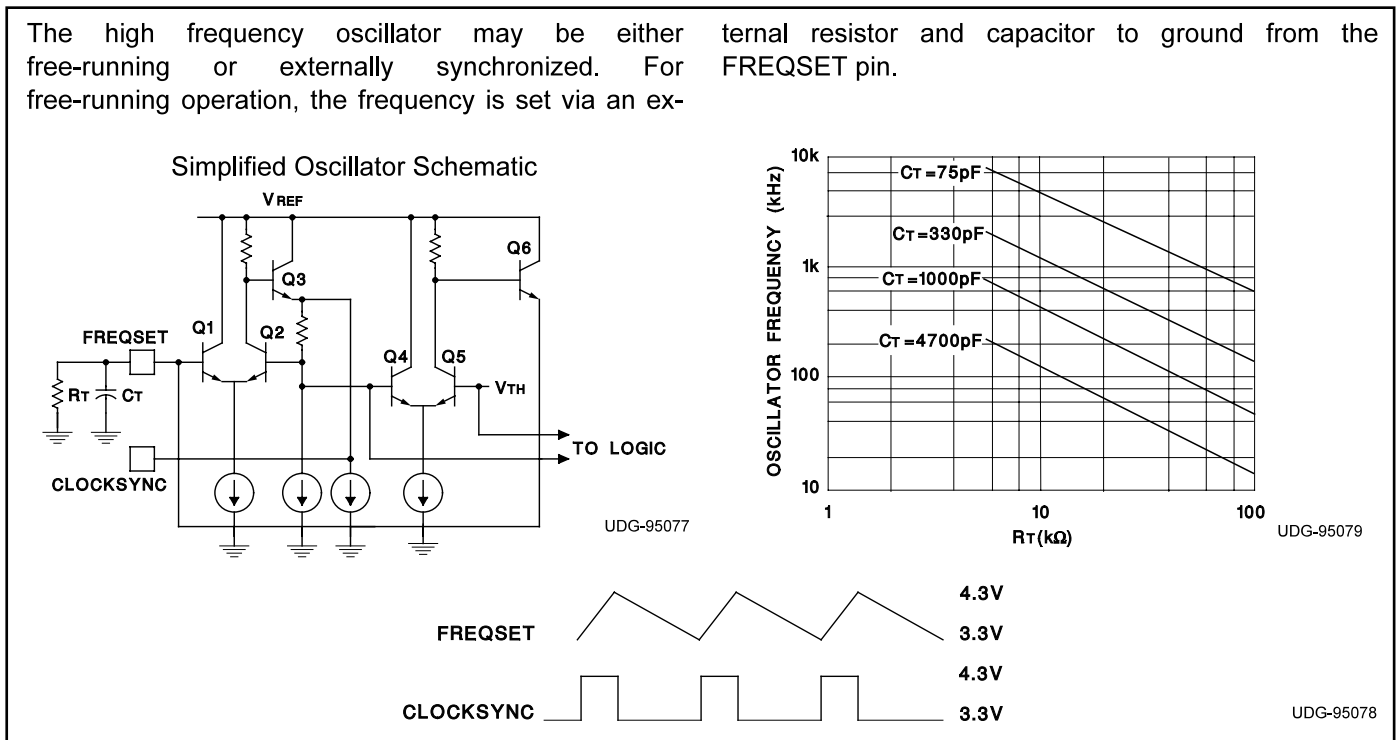 The high frequency oscillator may be either
free-running or externally synchronized. For
free-running operation, the frequency is set via an ex-
ternal resistor and capacitor to ground from the
FREQSET pin.
Simplified Oscillator Schematic
VREF
Q6
Q3
Q1
Q2
FREQSET
Q4
Q5
RT
CT
VTH
TO LOGIC
CLOCKSYNC
UDG-95077
OSCILLATOR FREQUENCY (kHz)
10k
CT=75pF
CT=330pF
1k
CT=1000pF
CT=4700pF
100
10
1
10
100
RT(kΩ)
UDG-95079
4.3V
FREQSET
3.3V
4.3V
CLOCKSYNC
3.3V
UDG-95078